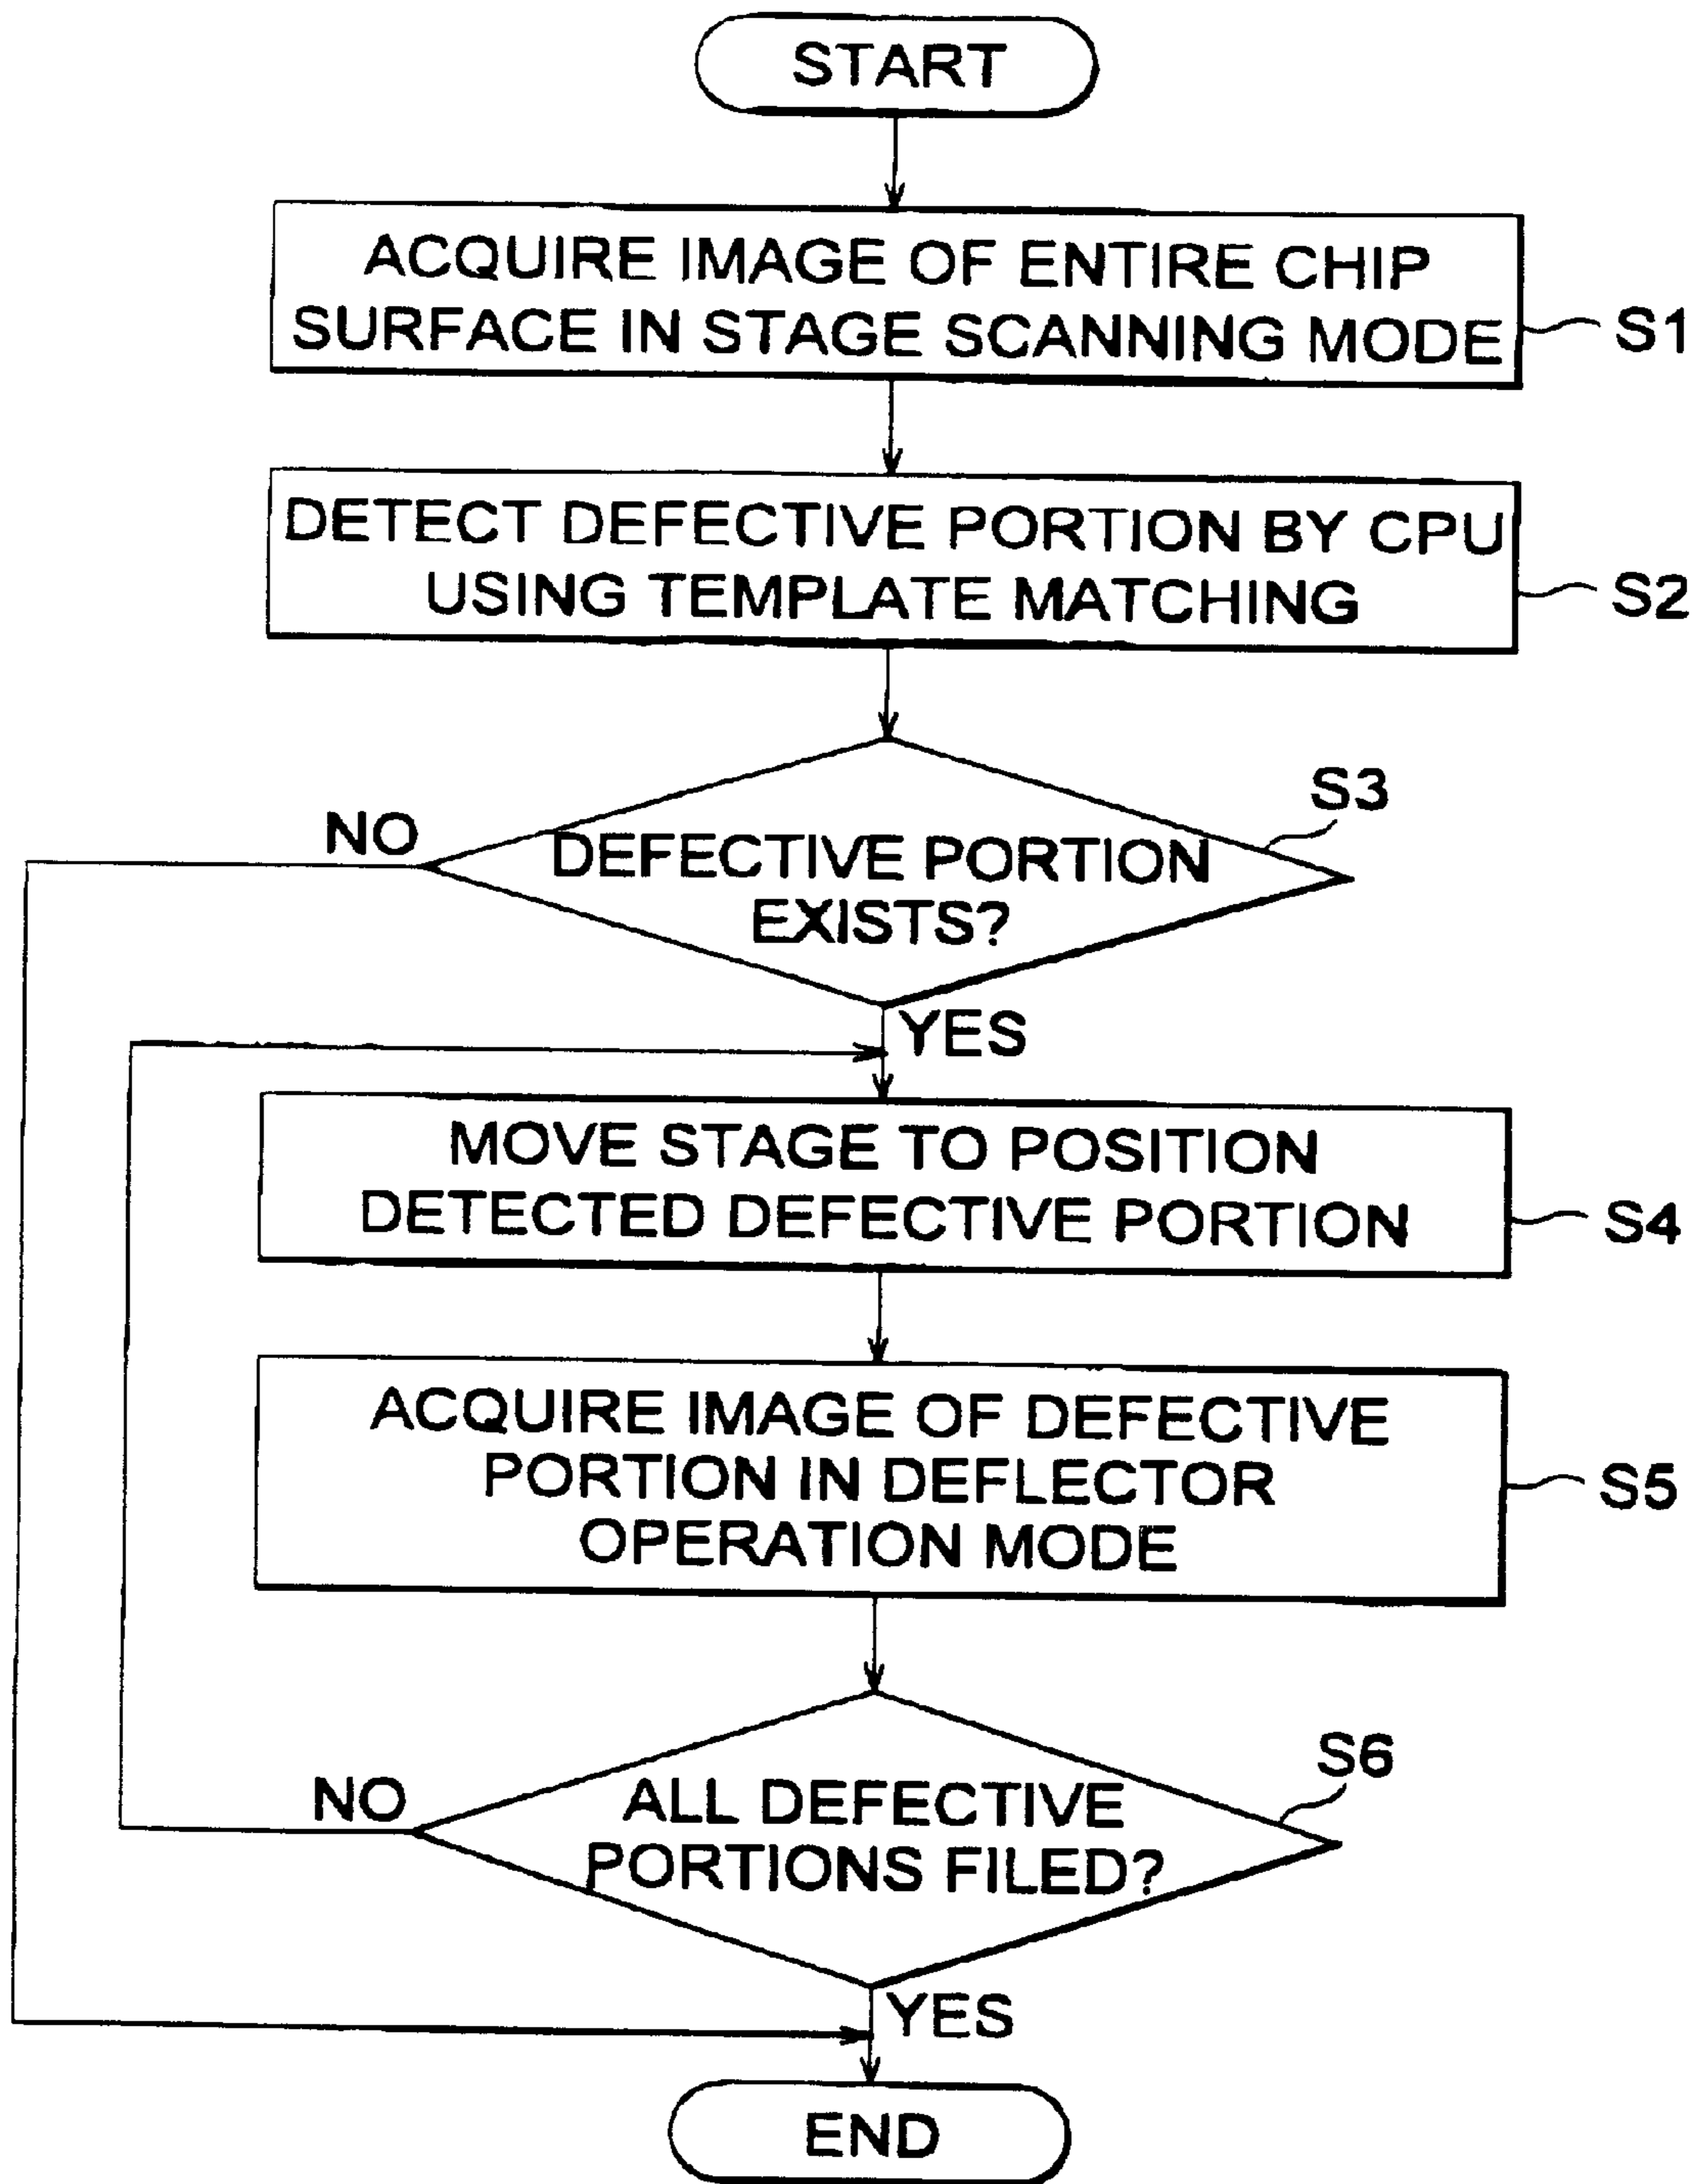 START
ACQUIRE IMAGE OF ENTIRE CHIP
SURFACE IN STAGE SCANNING MODE
S1
DETECT DEFECTIVE PORTION BY CPU
USING TEMPLATE MATCHING
S2
S3
NO
DEFECTIVE PORTION
EXISTS?
YES
MOVE STAGE TO POSITION
DETECTED DEFECTIVE PORTION
S4
ACQUIRE IMAGE OF DEFECTIVE
PORTION IN DEFLECTOR
OPERATION MODE
S5
S6
NO
ALL DEFECTIVE
PORTIONS FILED?
YES
END